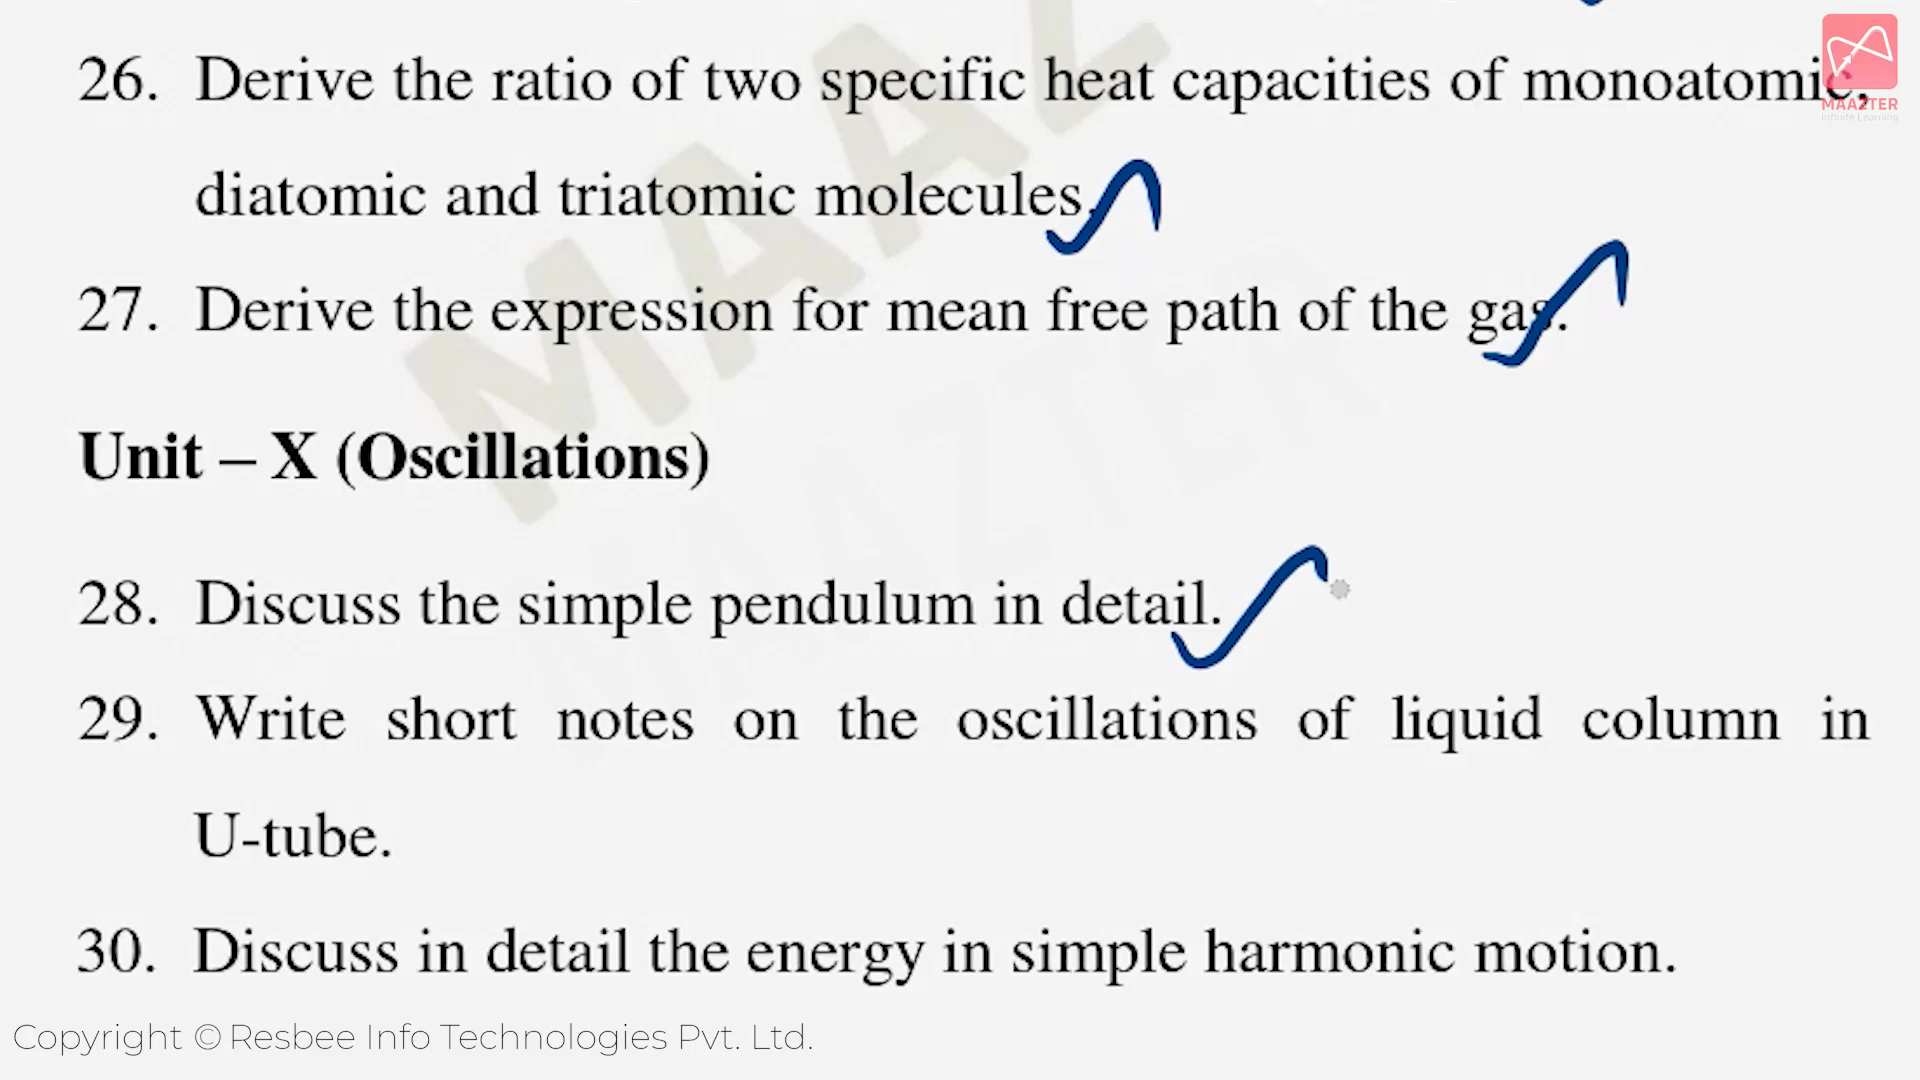 26. Derive the ratio of two specific heat capacities of monoatomic,
diatomic and triatomic molecules.
27. Derive the expression for mean free path of the gas.
Unit – X (Oscillations)
28. Discuss the simple pendulum in detail.
29. Write short notes on the oscillations of liquid column in
U-tube.
30. Discuss in detail the energy in simple harmonic motion.
Copyright © Resbee Info Technologies Pvt. Ltd.
MAAZTER
Infinite Learning
MAAZ